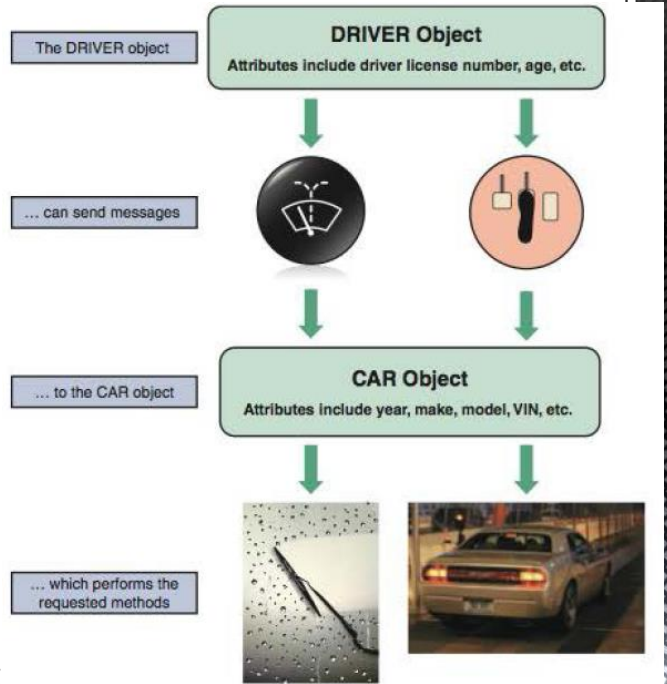 The DRIVER object
DRIVER Object
Attributes include driver license number, age, etc.
... can send messages
... to the CAR object
CAR Object
Attributes include year, make, model, VIN, etc.
... which performs the
requested methods